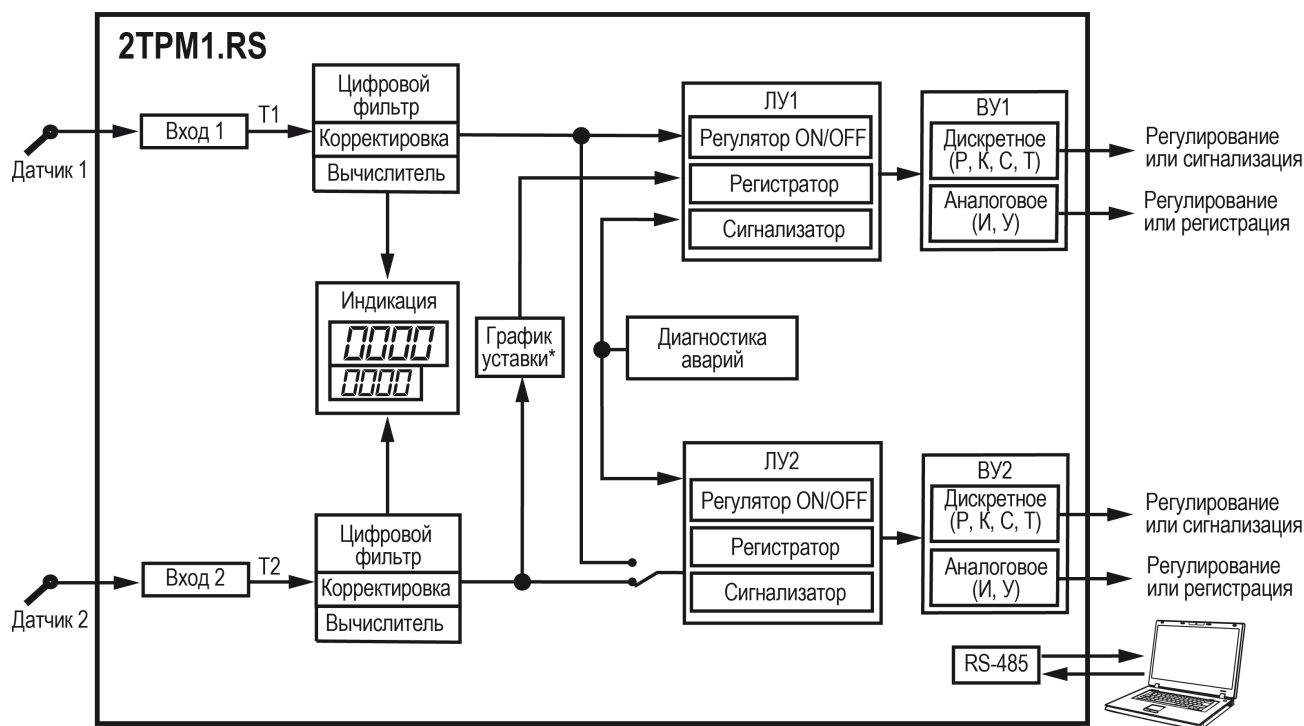 2ТРМ1.RS
Датчик 1
Вход 1
Т1
Цифровой
фильтр
Корректировка
Вычислитель
ЛУ1
Регулятор ON/OFF
Регистратор
Сигнализатор
ВУ1
Дискретное
(Р, К, С, Т)
Аналоговое
(И, У)
Регулирование
или сигнализация
Регулирование
или регистрация
Индикация
0000
0000
График
уставки*
Диагностика
аварий
Датчик 2
Вход 2
Т2
Цифровой
фильтр
Корректировка
Вычислитель
ЛУ2
Регулятор ON/OFF
Регистратор
Сигнализатор
ВУ2
Дискретное
(Р, К, С, Т)
Аналоговое
(И, У)
Регулирование
или сигнализация
Регулирование
или регистрация
RS-485